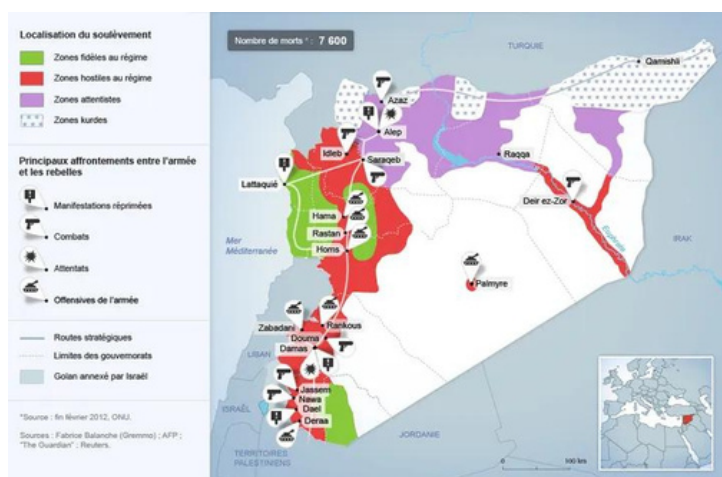 Localisation du soulèvement
Zones fidèles au régime
Zones hostiles au régime
Zones attentistes
Zones kurdes
Principaux affrontements entre l'armée
et les rebelles
Manifestations réprimées
Combats
Attentats
Offensives de l'armée
Routes stratégiques
Limites des gouvernorats
Golan annexé par Israël
*Source : fin février 2012, ONU.
Sources : Fabrice Balanche (Gremmo) ; AFP ;
"The Guardian" ; Reuters.
Nombre de morts * : 7 600
TURQUIE
Qamishli
Azaz
Alep
Idleb
Saraqeb
Raqqa
Lattaquié
Deir ez-Zor
Hama
Rastan
Homs
Euphrate
Mer
Méditerranée
IRAK
Palmyre
Zabadani
Rankous
Douma
Damas
LIBAN
Jassem
Nawa
Dael
Deraa
ISRAËL
JORDANIE
TERRITOIRES
PALESTINIENS
100 km